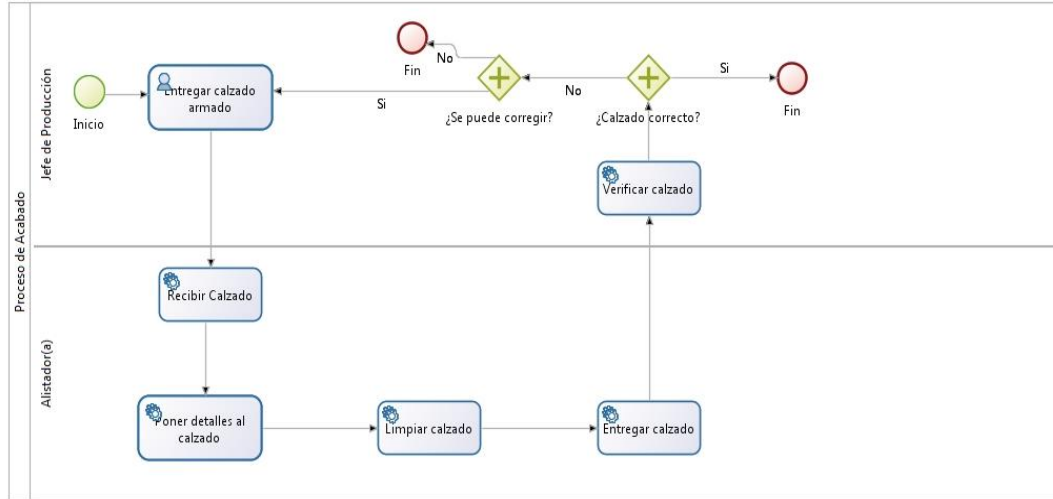 Proceso de Acabado
Jefe de Producción
Inicio
Entregar calzado
armado
Fin
No
Si
¿Se puede corregir?
No
¿Calzado correcto?
Si
Fin
Verificar calzado
Alistador(a)
Recibir Calzado
Poner detalles al
calzado
Limpiar calzado
Entregar calzado